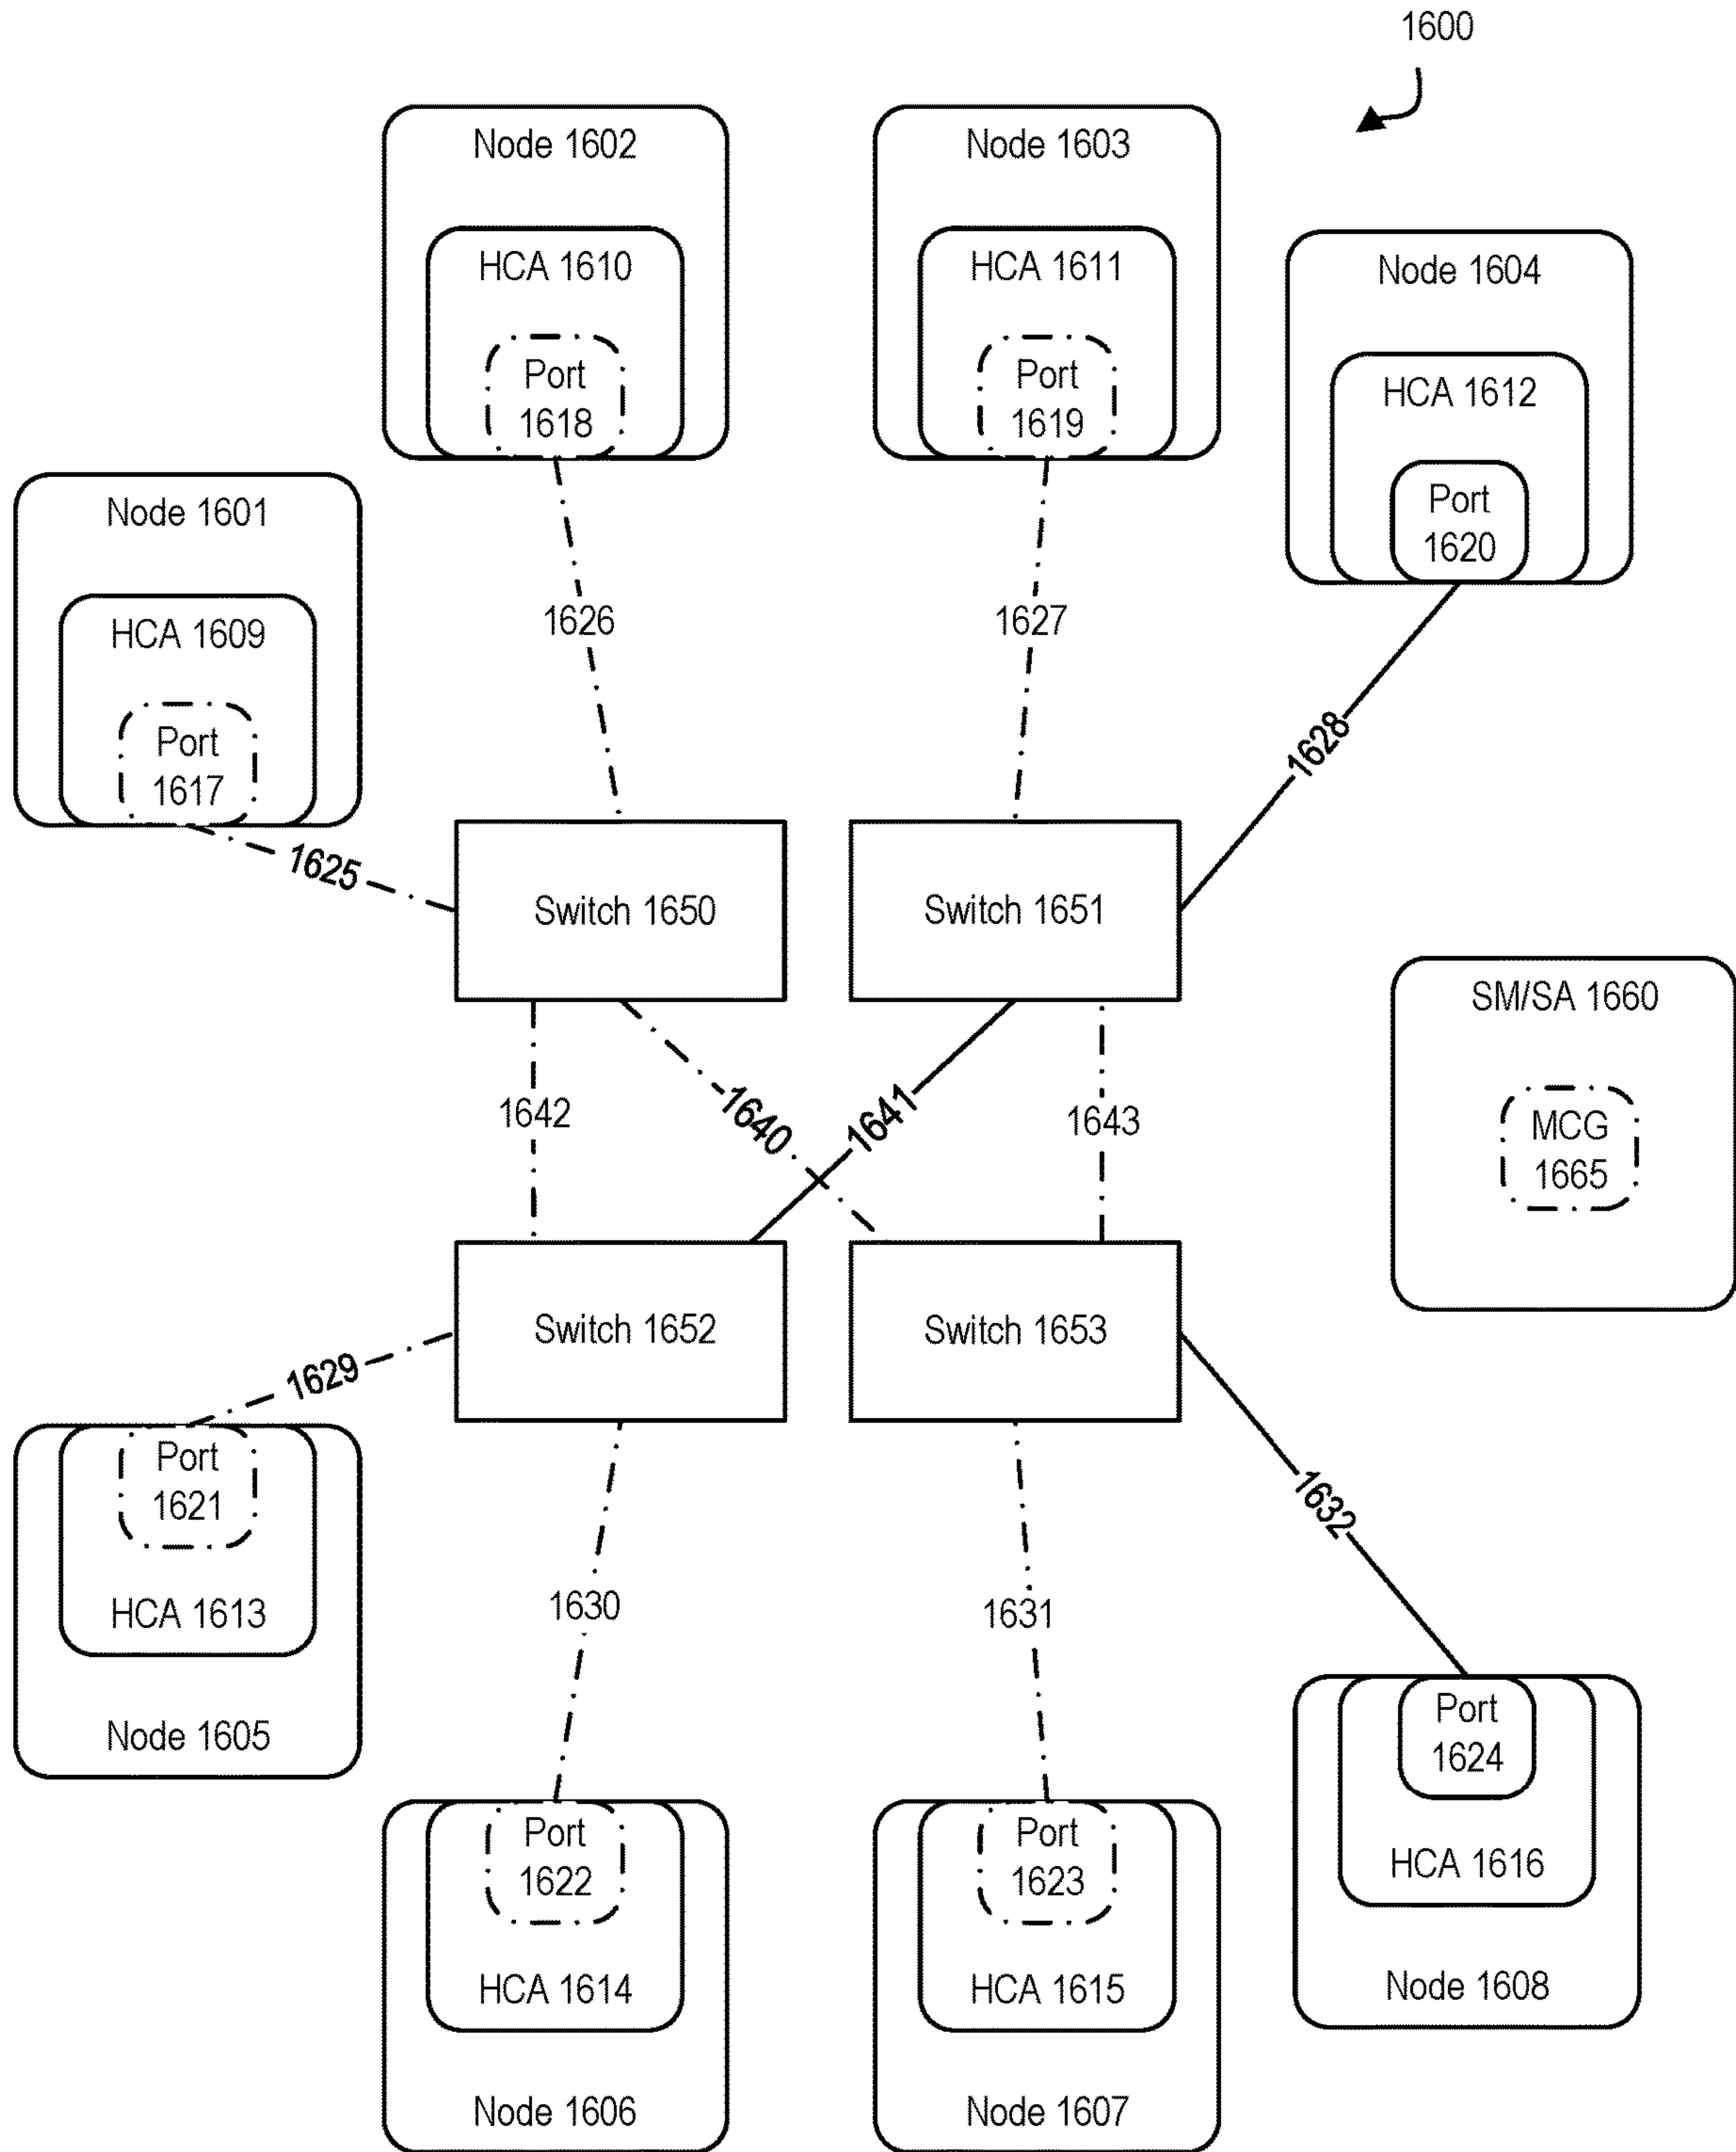 1600
Node 1602
HCA 1610
Port
1618
Node 1603
HCA 1611
Port
1619
Node 1604
HCA 1612
Port
1620
Node 1601
HCA 1609
Port
1617
1626
1627
1628
1625
Switch 1650
Switch 1651
SM/SA 1660
MCG
1665
1642
1640
1641
1643
Switch 1652
Switch 1653
1629
Port
1621
HCA 1613
Node 1605
1630
1631
1632
Port
1624
HCA 1616
Node 1608
Port
1622
HCA 1614
Node 1606
Port
1623
HCA 1615
Node 1607